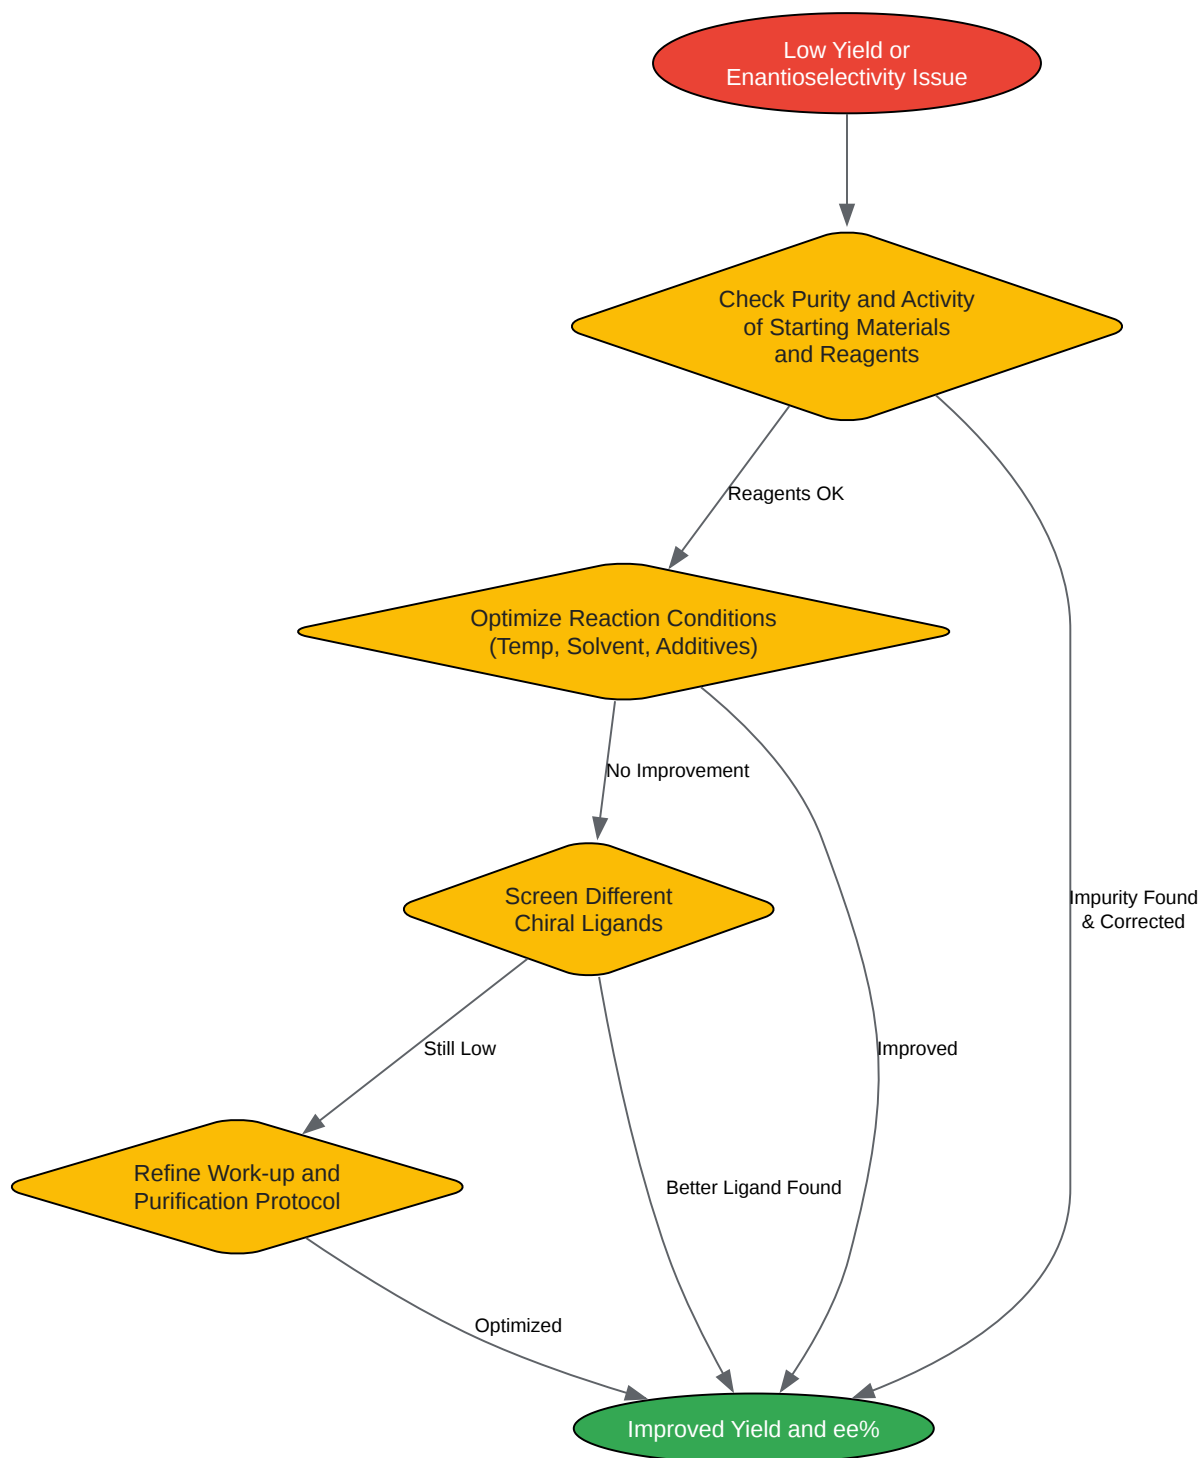 Low Yield or
Enantioselectivity Issue
Check Purity and Activity
of Starting Materials
and Reagents
Reagents OK
Optimize Reaction Conditions
(Temp, Solvent, Additives)
No Improvement
Screen Different
Chiral Ligands
Impurity Found
& Corrected
Still Low
Improved
Refine Work-up and
Purification Protocol
Better Ligand Found
Optimized
Improved Yield and ee%